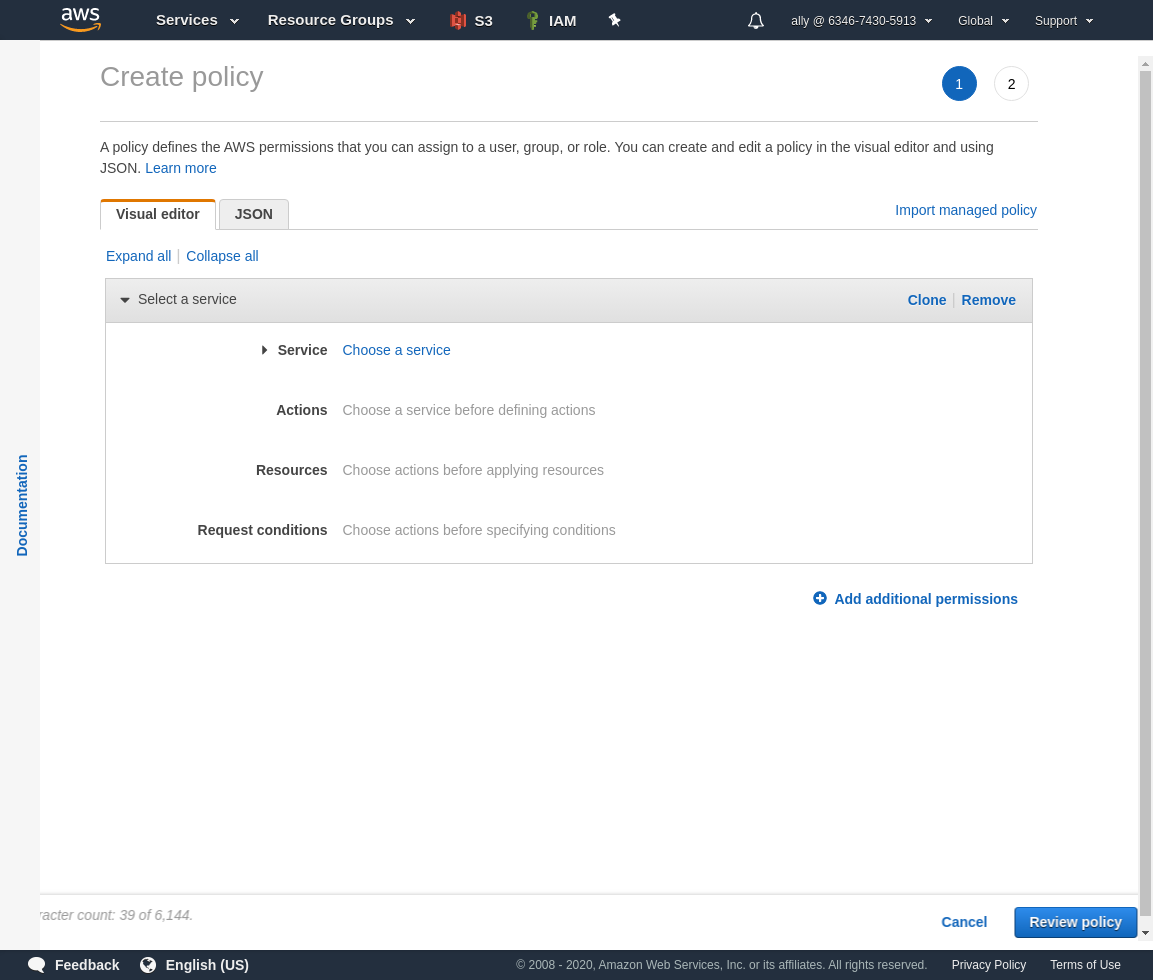 aws Services Resource Groups S3 IAM ally @ 6346-7430-5913 Global Support
Create policy 1 2
A policy defines the AWS permissions that you can assign to a user, group, or role. You can create and edit a policy in the visual editor and using
JSON. Learn more
Visual editor JSON Import managed policy
Expand all Collapse all
Select a service Clone Remove
Service Choose a service
Actions Choose a service before defining actions
Resources Choose actions before applying resources
Request conditions Choose actions before specifying conditions
Documentation
Add additional permissions
racter count: 39 of 6,144.
Cancel Review policy
Feedback English (US) © 2008 - 2020, Amazon Web Services, Inc. or its affiliates. All rights reserved. Privacy Policy Terms of Use